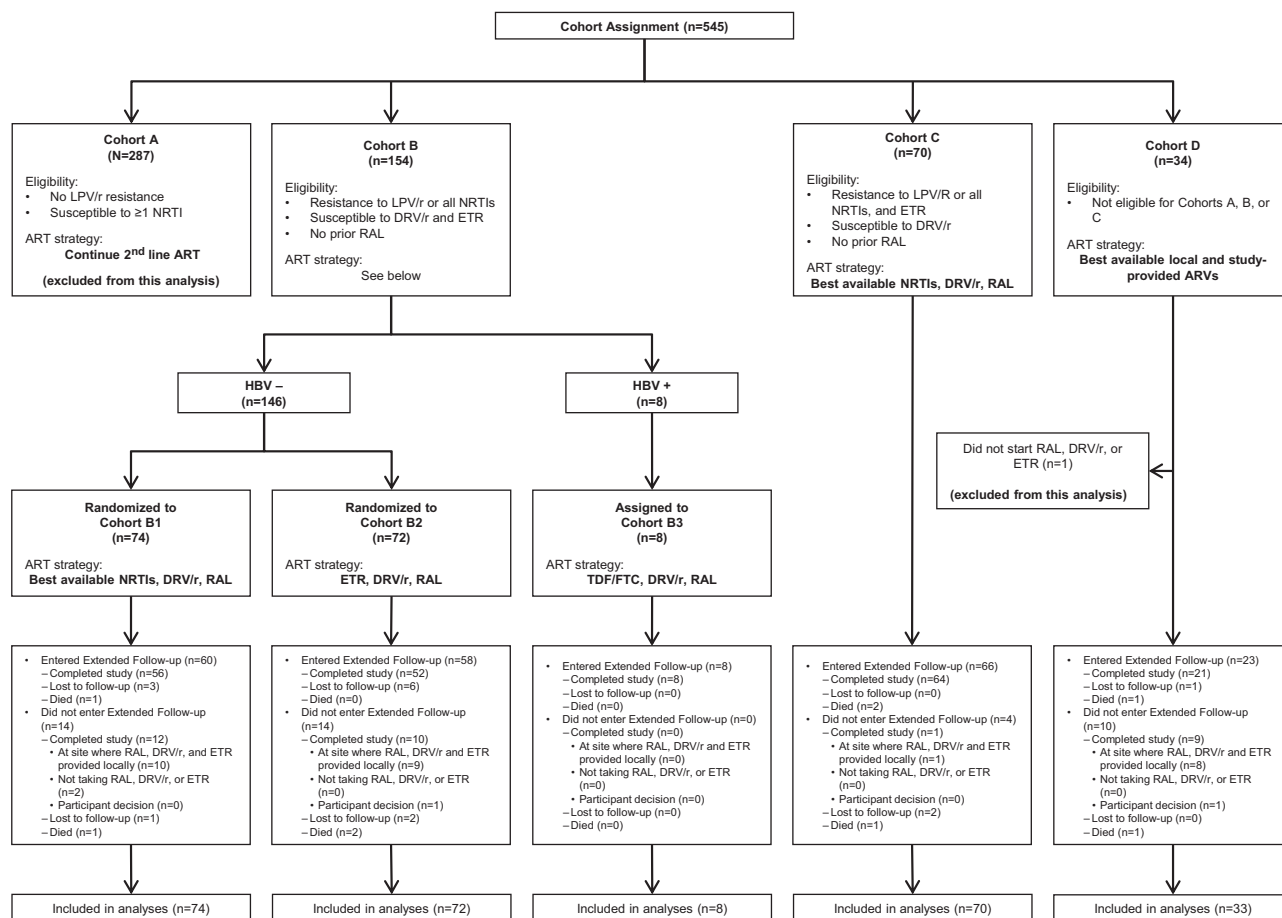 Cohort Assignment (n=545)
Cohort A
(N=287)
Eligibility:
• No LPV/r resistance
• Susceptible to ≥1 NRTI
ART strategy:
Continue 2nd line ART
(excluded from this analysis)
Cohort B
(n=154)
Eligibility:
• Resistance to LPV/r or all NRTIs
• Susceptible to DRV/r and ETR
• No prior RAL
ART strategy:
See below
Cohort C
(n=70)
Eligibility:
• Resistance to LPV/R or all
NRTIs, and ETR
• Susceptible to DRV/r
• No prior RAL
ART strategy:
Best available NRTIs, DRV/r, RAL
Cohort D
(n=34)
Eligibility:
• Not eligible for Cohorts A, B, or
C
ART strategy:
Best available local and study-
provided ARVs
HBV –
(n=146)
HBV +
(n=8)
Did not start RAL, DRV/r, or
ETR (n=1)
(excluded from this analysis)
Randomized to
Cohort B1
(n=74)
ART strategy:
Best available NRTIs, DRV/r, RAL
Randomized to
Cohort B2
(n=72)
ART strategy:
ETR, DRV/r, RAL
Assigned to
Cohort B3
(n=8)
ART strategy:
TDF/FTC, DRV/r, RAL
• Entered Extended Follow-up (n=60)
– Completed study (n=56)
– Lost to follow-up (n=3)
– Died (n=1)
• Did not enter Extended Follow-up
(n=14)
– Completed study (n=12)
• At site where RAL, DRV/r, and ETR
provided locally (n=10)
• Not taking RAL, DRV/r, or ETR
(n=2)
• Participant decision (n=0)
– Lost to follow-up (n=1)
– Died (n=1)
• Entered Extended Follow-up (n=58)
– Completed study (n=52)
– Lost to follow-up (n=6)
– Died (n=0)
• Did not enter Extended Follow-up
(n=14)
– Completed study (n=10)
• At site where RAL, DRV/r and ETR
provided locally (n=9)
• Not taking RAL, DRV/r, or ETR
(n=0)
• Participant decision (n=1)
– Lost to follow-up (n=2)
– Died (n=2)
• Entered Extended Follow-up (n=8)
– Completed study (n=8)
– Lost to follow-up (n=0)
– Died (n=0)
• Did not enter Extended Follow-up (n=0)
– Completed study (n=0)
• At site where RAL, DRV/r and ETR
provided locally (n=0)
• Not taking RAL, DRV/r, or ETR
(n=0)
• Participant decision (n=0)
– Lost to follow-up (n=0)
– Died (n=0)
• Entered Extended Follow-up (n=66)
– Completed study (n=64)
– Lost to follow-up (n=0)
– Died (n=2)
• Did not enter Extended Follow-up (n=4)
– Completed study (n=1)
• At site where RAL, DRV/r and ETR
provided locally (n=1)
• Not taking RAL, DRV/r, or ETR
(n=0)
• Participant decision (n=0)
– Lost to follow-up (n=2)
– Died (n=1)
• Entered Extended Follow-up (n=23)
– Completed study (n=21)
– Lost to follow-up (n=1)
– Died (n=1)
• Did not enter Extended Follow-up
(n=10)
– Completed study (n=9)
• At site where RAL, DRV/r and ETR
provided locally (n=8)
• Not taking RAL, DRV/r, or ETR
(n=0)
• Participant decision (n=1)
– Lost to follow-up (n=0)
– Died (n=1)
Included in analyses (n=74)
Included in analyses (n=72)
Included in analyses (n=8)
Included in analyses (n=70)
Included in analyses (n=33)